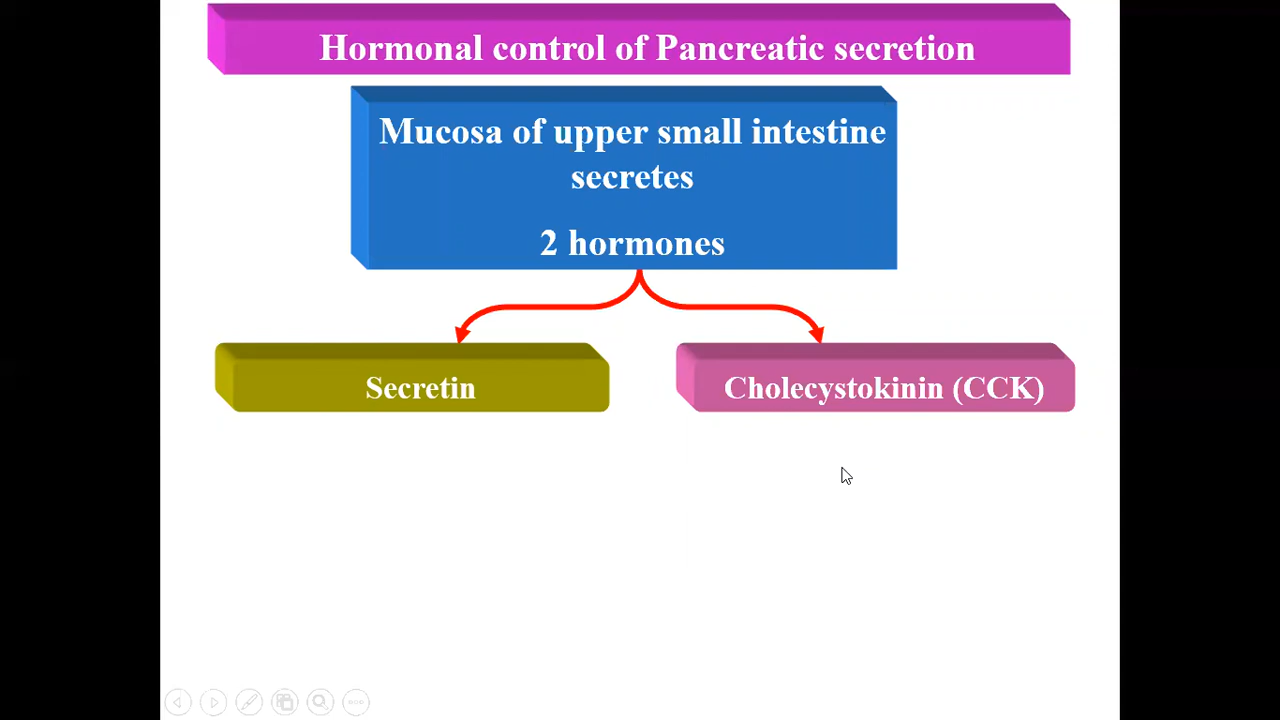 Hormonal control of Pancreatic secretion
Mucosa of upper small intestine
secretes
2 hormones
Secretin
Cholecystokinin (CCK)